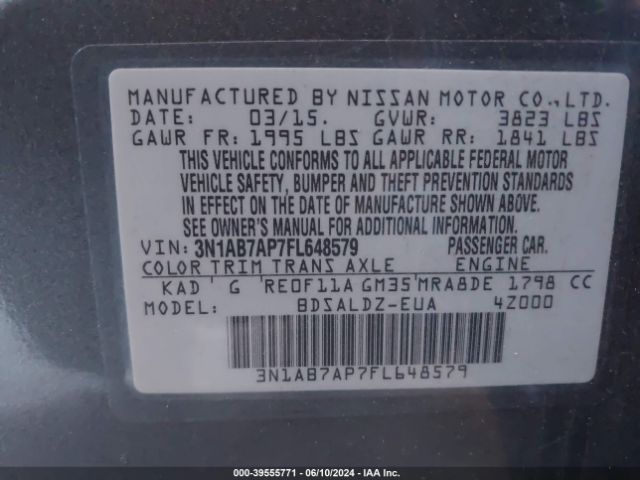 MANUFACTURED BY NISSAN MOTOR CO.,LTD.
DATE: 03/15. GVWR: 3823 LBS
GAWR FR: 1995 LBS GAWR RR: 1841 LBS
THIS VEHICLE CONFORMS TO ALL APPLICABLE FEDERAL MOTOR
VEHICLE SAFETY, BUMPER AND THEFT PREVENTION STANDARDS
IN EFFECT ON THE DATE OF MANUFACTURE SHOWN ABOVE.
SEE OWNER'S MANUAL FOR ADDITIONAL INFORMATION.
VIN: 3N1AB7AP7FL648579 PASSENGER CAR.
COLOR TRIM TRANS AXLE ENGINE
KAD G RE0F11A GM35 MRA8DE 1798 CC
MODEL: BDSALDZ-EUA 4Z000
3N1AB7AP7FL648579
000-39555771 - 06/10/2024 - IAA Inc.